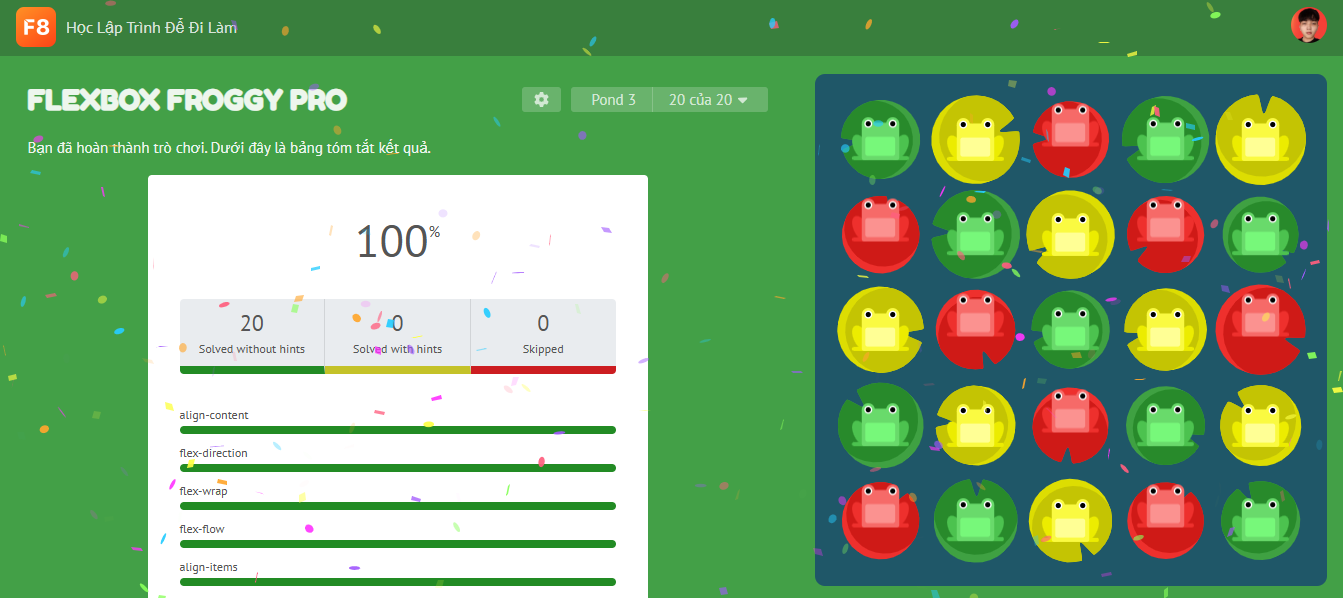 F8 Học Lập Trình Để Đi Làm
FLEXBOX FROGGY PRO
Pond 3
20 của 20
Bạn đã hoàn thành trò chơi. Dưới đây là bảng tóm tắt kết quả.
100%
20
0
0
Solved without hints
Solved with hints
Skipped
align-content
flex-direction
flex-wrap
flex-flow
align-items